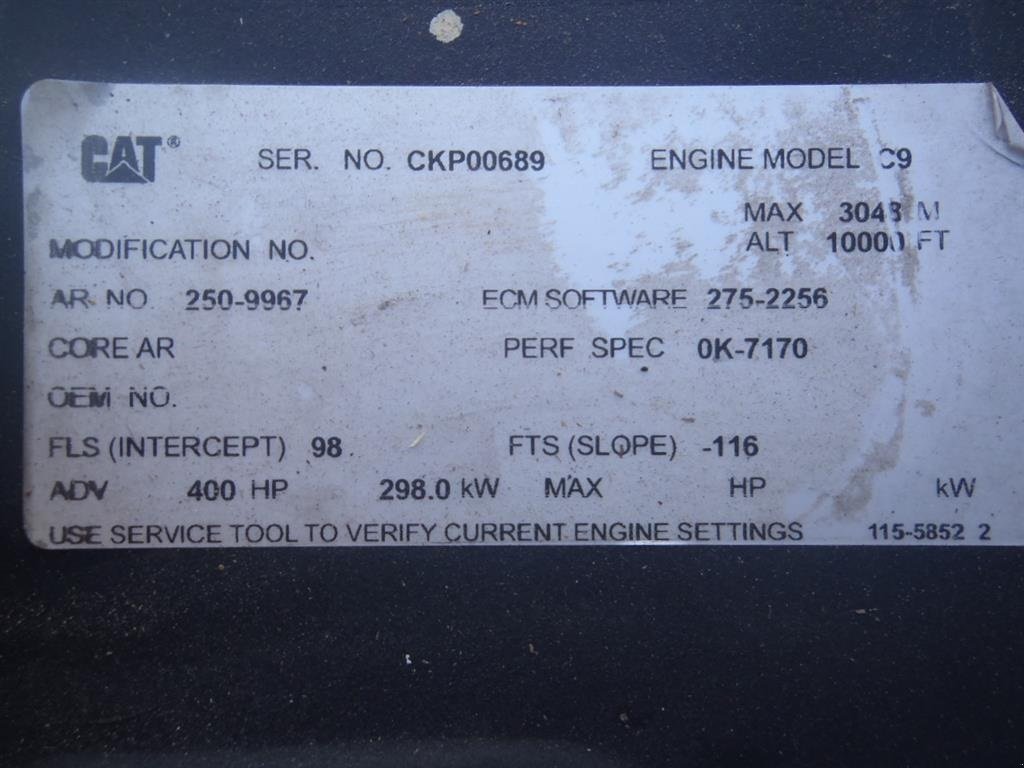 CAT® SER. NO. CKP00689 ENGINE MODEL C9
MAX 3048 M
MODIFICATION NO. ALT 10000 FT
AR NO. 250-9967 ECM SOFTWARE 275-2256
CORE AR PERF SPEC 0K-7170
OEM NO.
FLS (INTERCEPT) 98 FTS (SLOPE) -116
ADV 400 HP 298.0 kW MAX HP kW
USE SERVICE TOOL TO VERIFY CURRENT ENGINE SETTINGS 115-5852 2